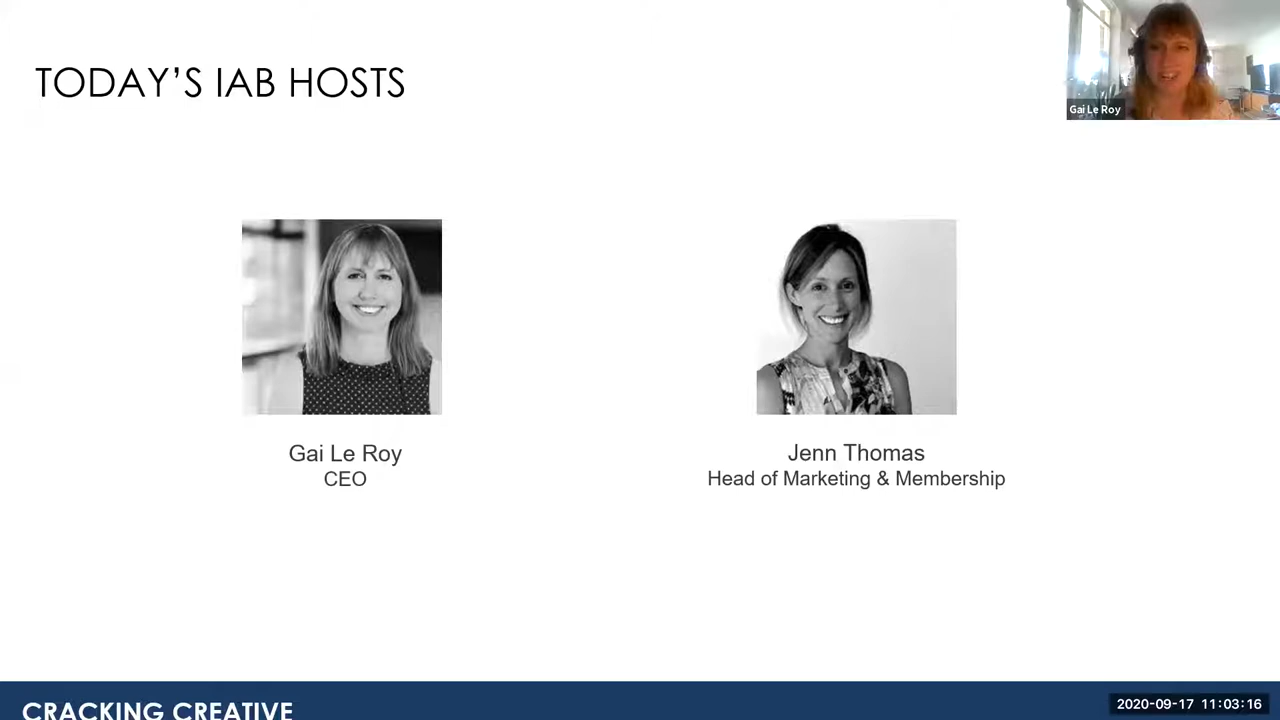 TODAY'S IAB HOSTS
Gai Le Roy
Gai Le Roy
CEO
Jenn Thomas
Head of Marketing & Membership
CRACKING CREATIVE
2020-09-17 11:03:16